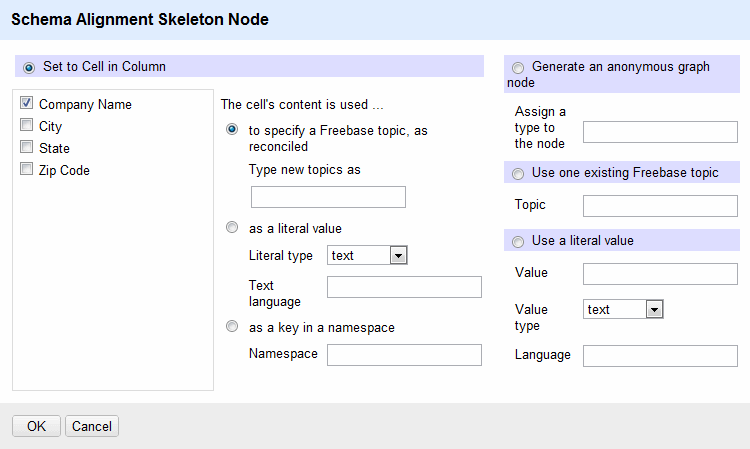 Schema Alignment Skeleton Node
Set to Cell in Column
Company Name
City
State
Zip Code
The cell's content is used ...
to specify a Freebase topic, as
reconciled
Type new topics as
as a literal value
Literal type text
Text
language
as a key in a namespace
Namespace
Generate an anonymous graph
node
Assign a
type to
the node
Use one existing Freebase topic
Topic
Use a literal value
Value
Value
type text
Language
OK Cancel